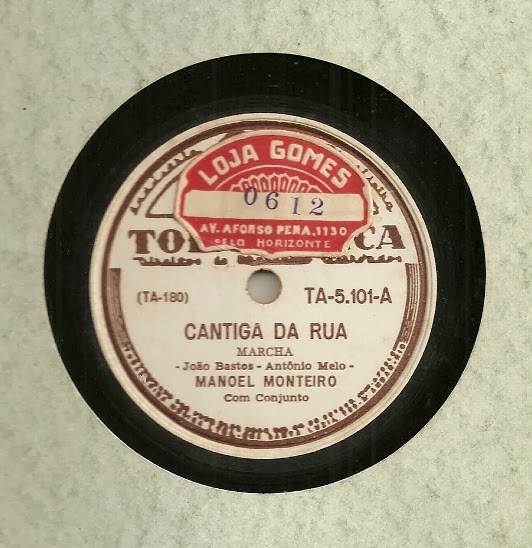 LOJA GOMES
0612
AV. AFONSO PENA, 1130
BELO HORIZONTE
(TA-180)
TA-5.101-A
CANTIGA DA RUA
MARCHA
- João Bastos - Antônio Melo -
MANOEL MONTEIRO
Com Conjunto